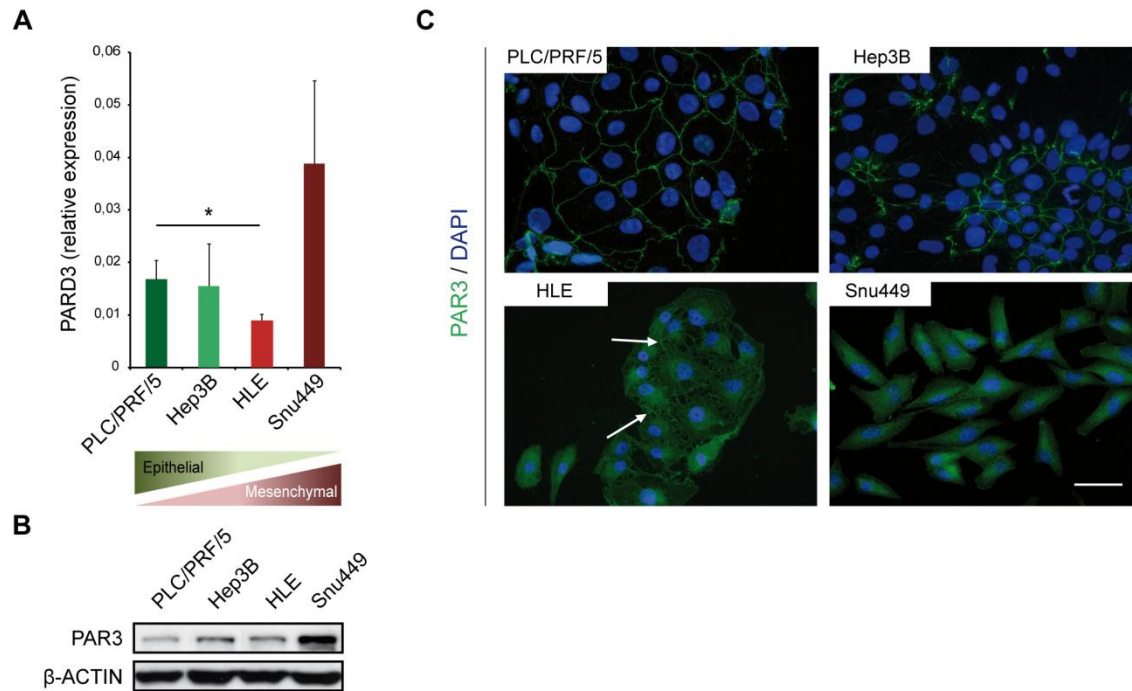 A
PARD3 (relative expression)
0,06
0,05
0,04
0,03
0,02
0,01
0
*
PLC/PRF/5
Hep3B
HLE
Snu449
Epithelial
Mesenchymal
B
PLC/PRF/5
Hep3B
HLE
Snu449
PAR3
β-ACTIN
C
PAR3 / DAPI
PLC/PRF/5
Hep3B
HLE
Snu449